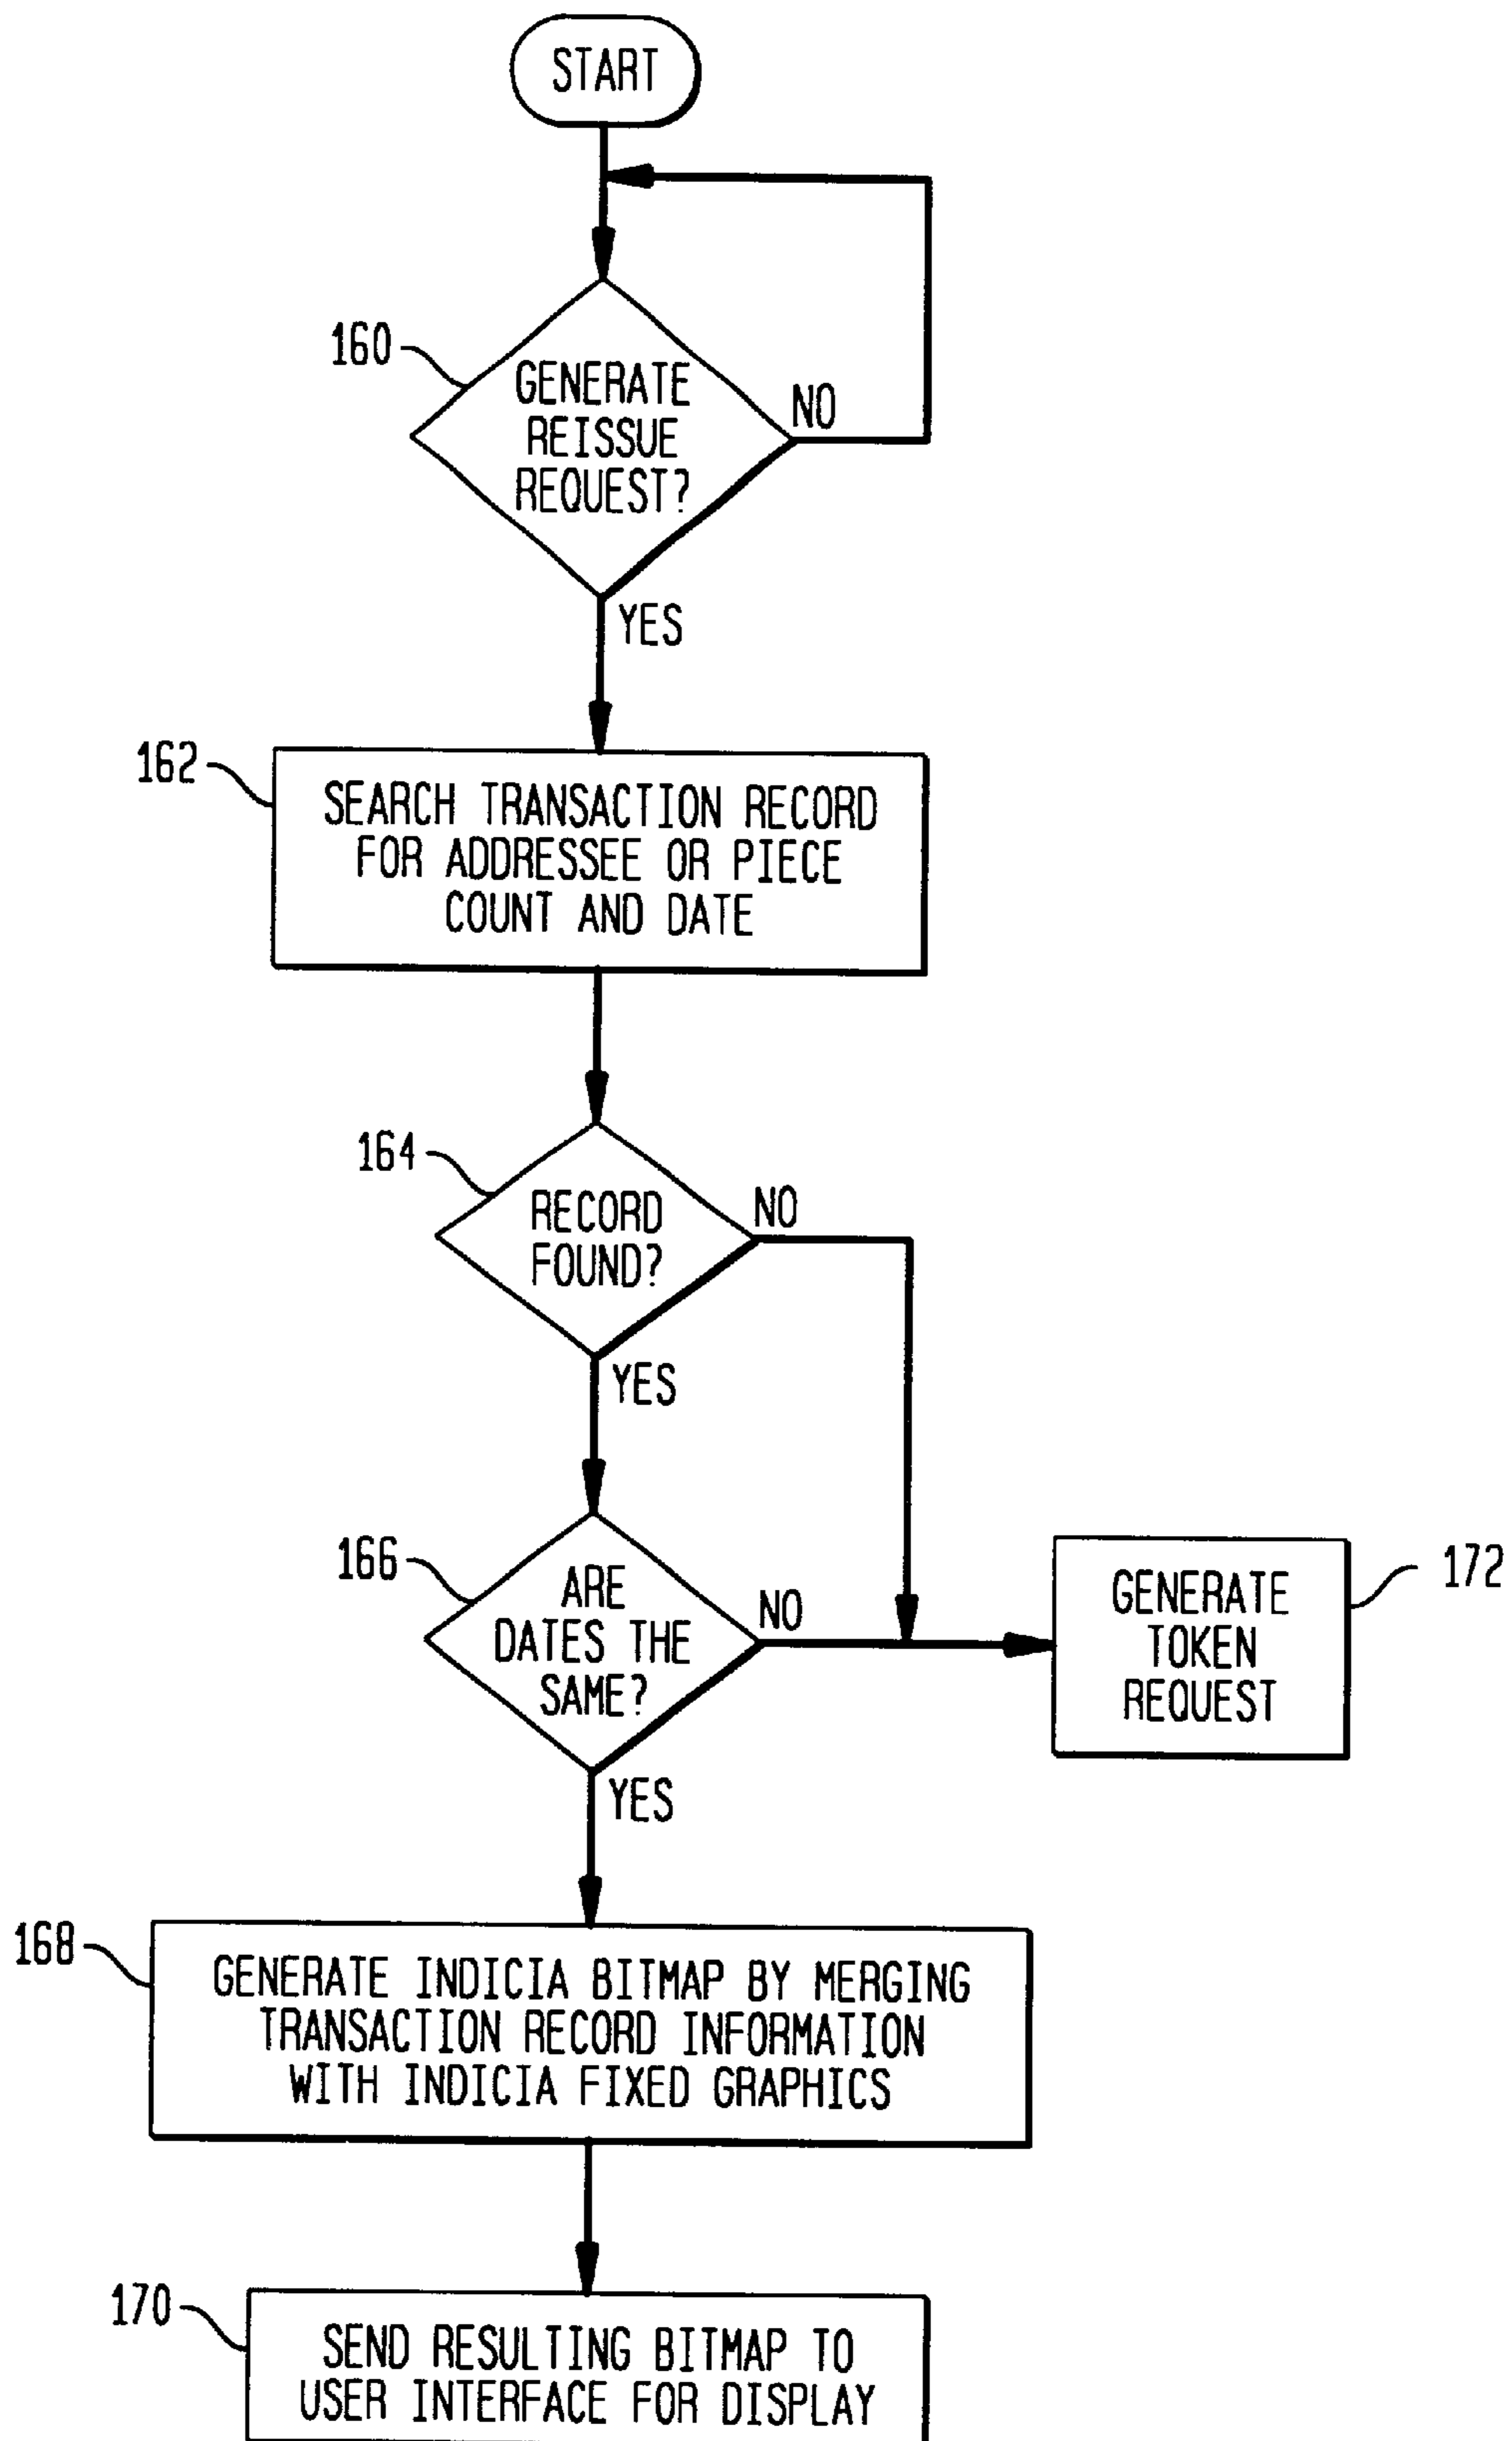 START
160
GENERATE
REISSUE
REQUEST?
NO
YES
162
SEARCH TRANSACTION RECORD
FOR ADDRESSEE OR PIECE
COUNT AND DATE
164
RECORD
FOUND?
NO
YES
166
ARE
DATES THE
SAME?
NO
YES
172
GENERATE
TOKEN
REQUEST
168
GENERATE INDICIA BITMAP BY MERGING
TRANSACTION RECORD INFORMATION
WITH INDICIA FIXED GRAPHICS
170
SEND RESULTING BITMAP TO
USER INTERFACE FOR DISPLAY